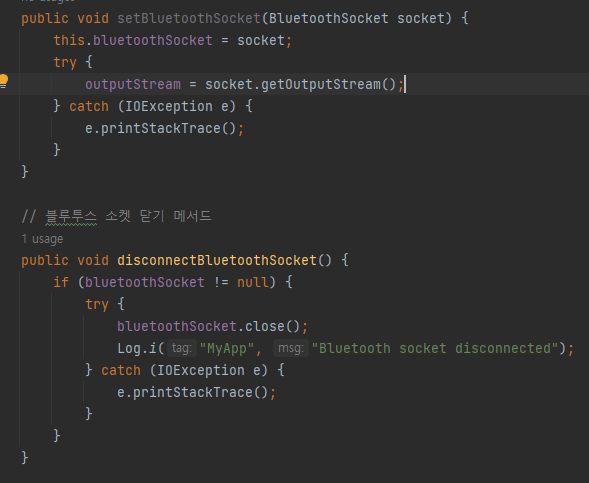 public void setBluetoothSocket(BluetoothSocket socket) {
    this.bluetoothSocket = socket;
    try {
        outputStream = socket.getOutputStream();
    } catch (IOException e) {
        e.printStackTrace();
    }
}
// 블루투스 소켓 닫기 메서드
1 usage
public void disconnectBluetoothSocket() {
    if (bluetoothSocket != null) {
        try {
            bluetoothSocket.close();
            Log.i( tag: "MyApp", msg: "Bluetooth socket disconnected");
        } catch (IOException e) {
            e.printStackTrace();
        }
    }
}